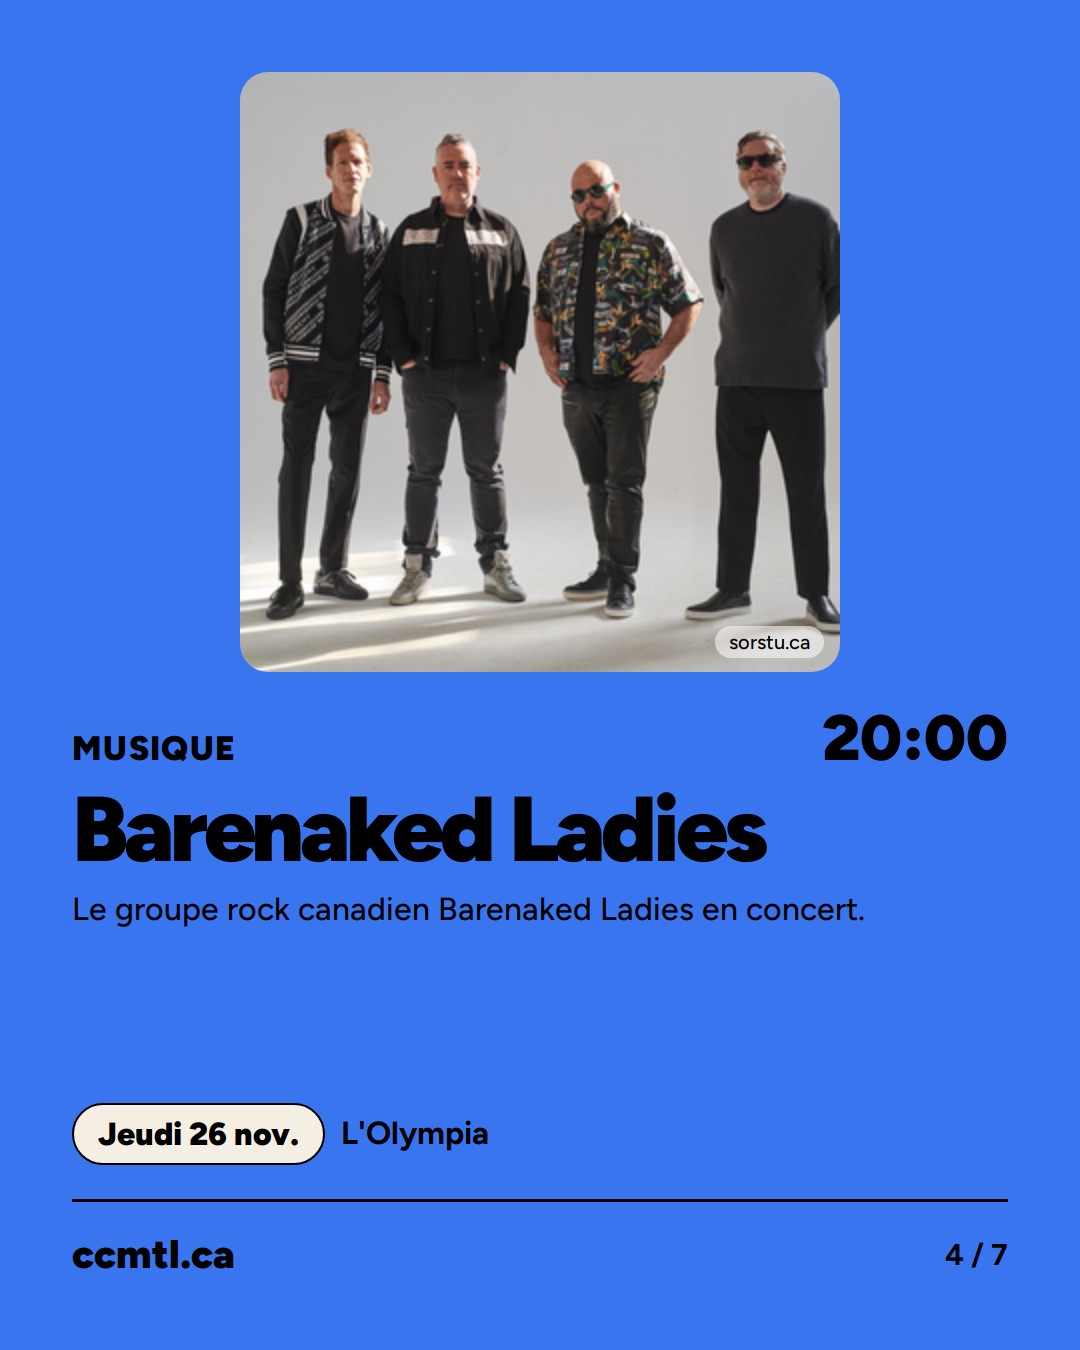 sorstu.ca
MUSIQUE
20:00
Barenaked Ladies
Le groupe rock canadien Barenaked Ladies en concert.
Jeudi 26 nov.
L'Olympia
ccmtl.ca
4 / 7